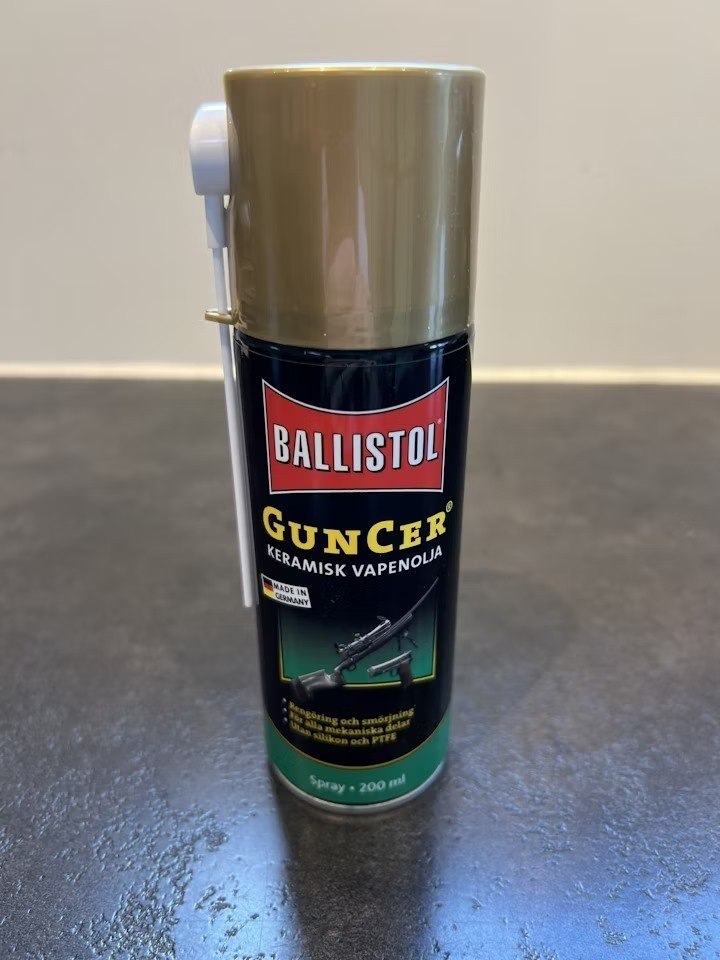 BALLISTOL
GUNCER®
KERAMISK VAPENOLJA
MADE IN
GERMANY
Rengöring och smörjning
För alla mekaniska delar
Utan silikon och PTFE
Spray • 200 ml